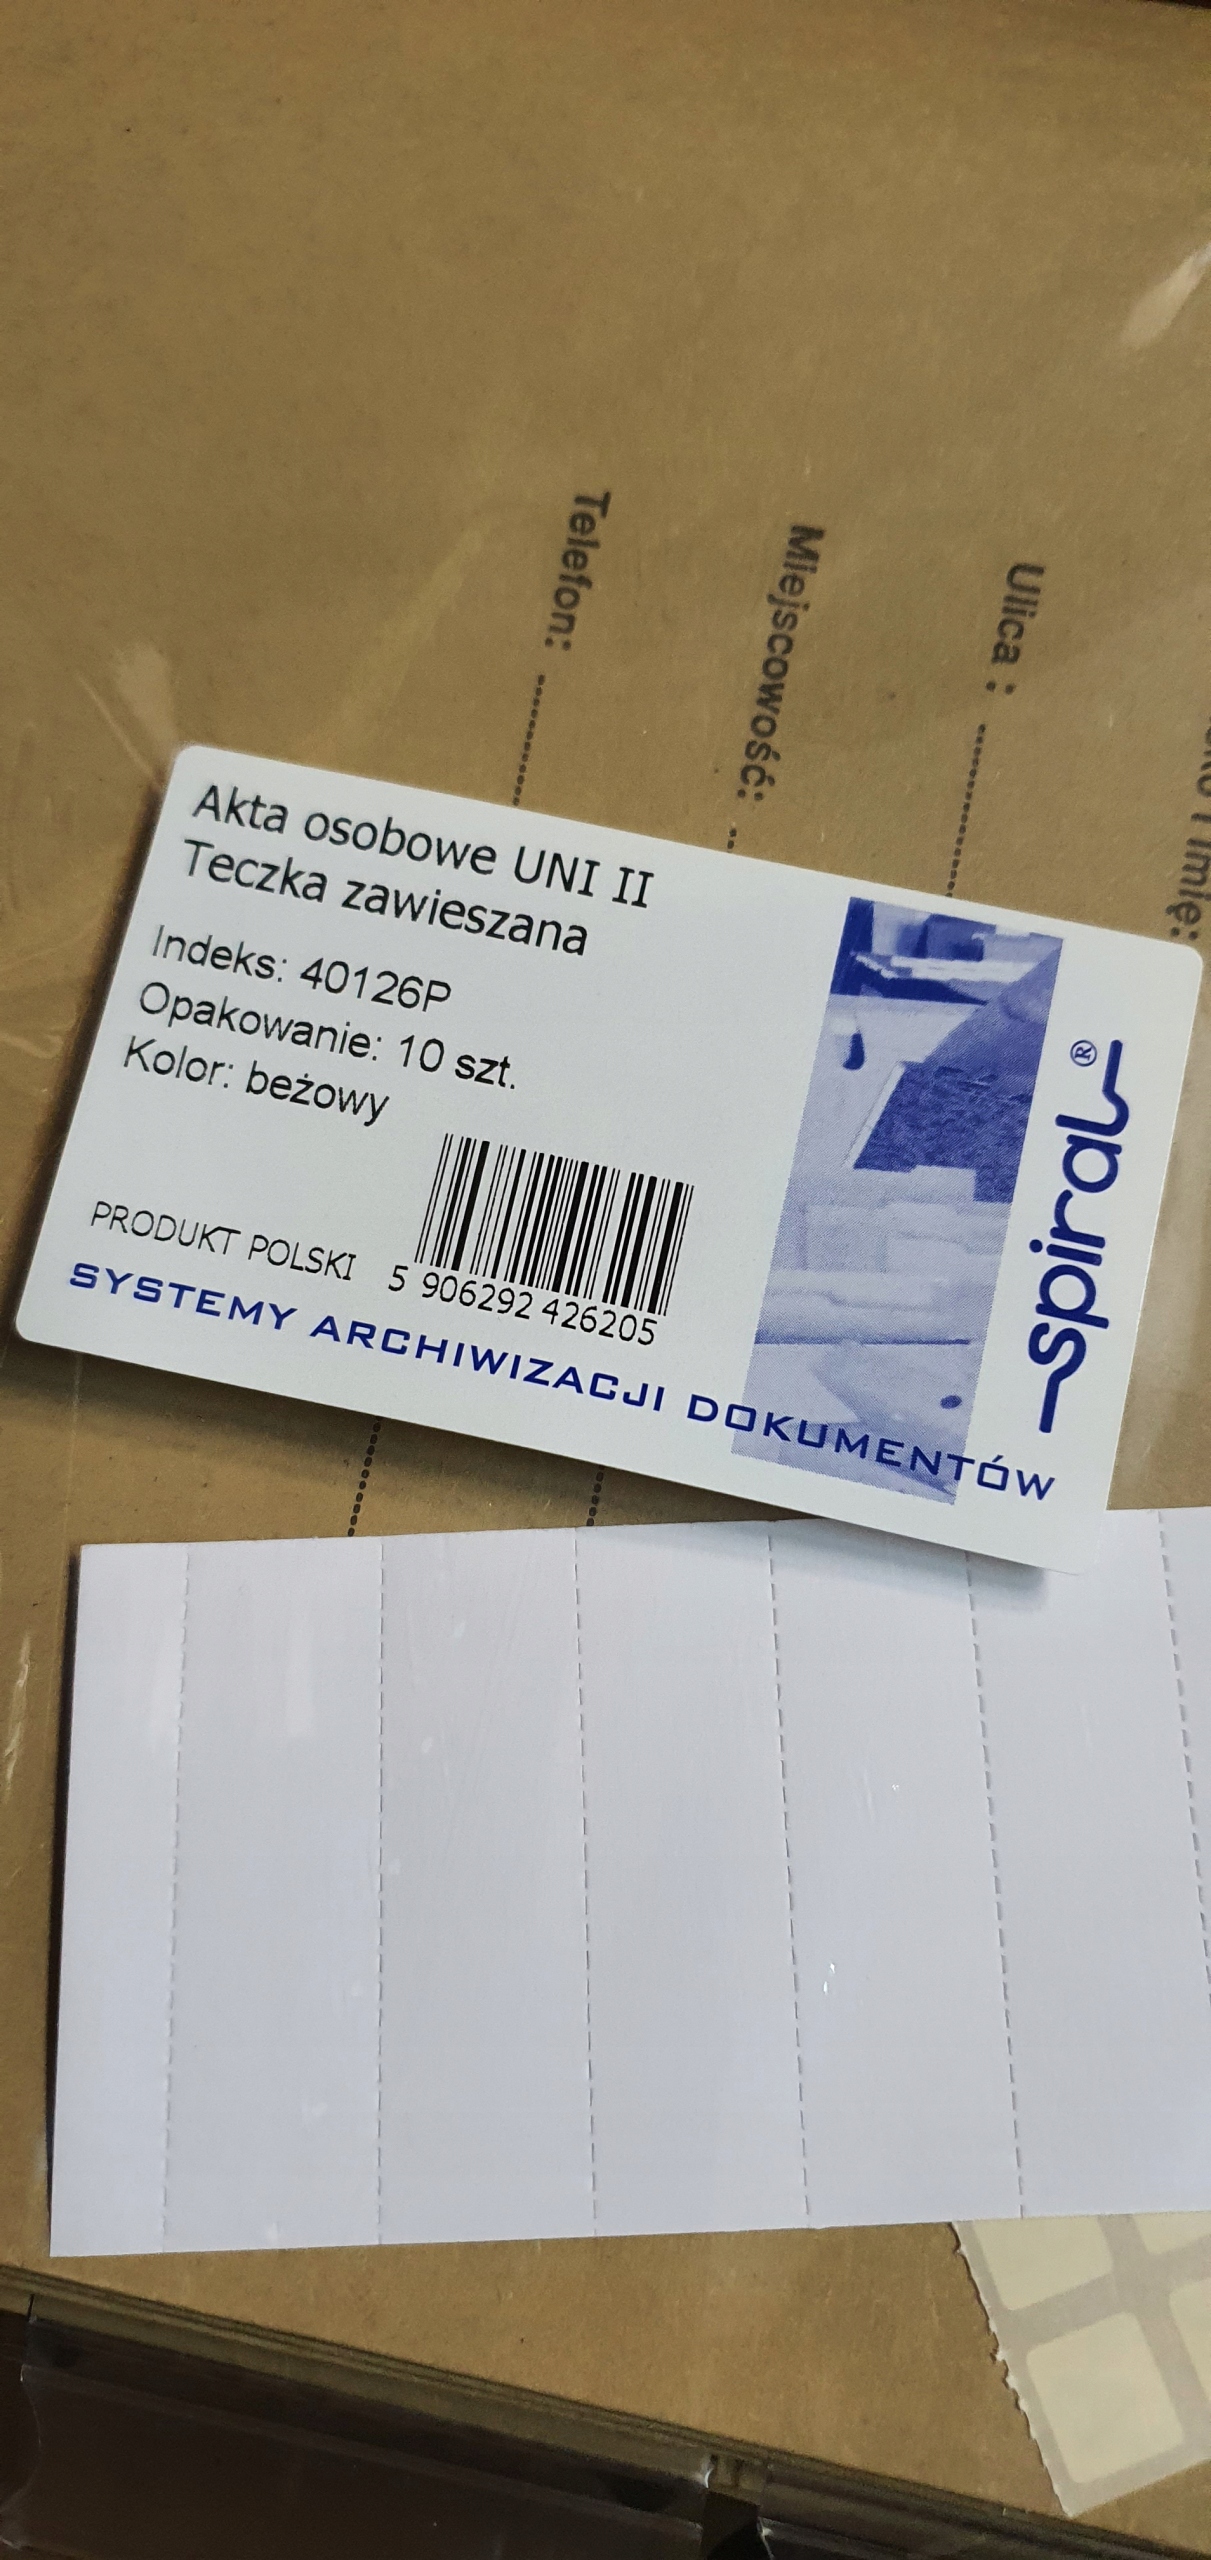 Telefon:
Miejscowość:
Ulica :
i imię:
Akta osobowe UNI II
Teczka zawieszana
Indeks: 40126P
Opakowanie: 10 szt.
Kolor: beżowy
PRODUKT POLSKI
5 906292 426205
SYSTEMY ARCHIWIZACJI DOKUMENTÓW
spiral®